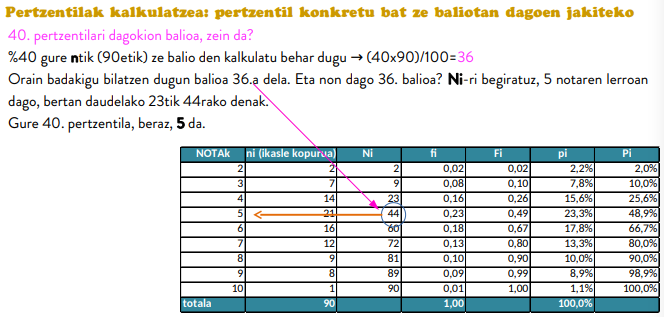 Pertzentilak kalkulatzea: pertzentil konkretu bat ze baliotan dagoen jakiteko
40. pertzentilari dagokion balioa, zein da?
%40 gure ntik (90etik) ze balio den kalkulatu behar dugu → (40x90)/100=36
Orain badakigu bilatzen dugun balioa 36.a dela. Eta non dago 36. balioa? Ni-ri begiratuz, 5 notaren lerroan
dago, bertan daudelako 23tik 44rako denak.
Gure 40. pertzentila, beraz, 5 da.
NOTAk ni (ikasle kopurua) Ni fi Fi pi Pi
2 2 2 0,02 0,02 2,2% 2,0%
3 7 9 0,08 0,10 7,8% 10,0%
4 14 23 0,16 0,26 15,6% 25,6%
5 21 44 0,23 0,49 23,3% 48,9%
6 16 60 0,18 0,67 17,8% 66,7%
7 12 72 0,13 0,80 13,3% 80,0%
8 9 81 0,10 0,90 10,0% 90,0%
9 8 89 0,09 0,99 8,9% 98,9%
10 1 90 0,01 1,00 1,1% 100,0%
totala 90 1,00 100,0%